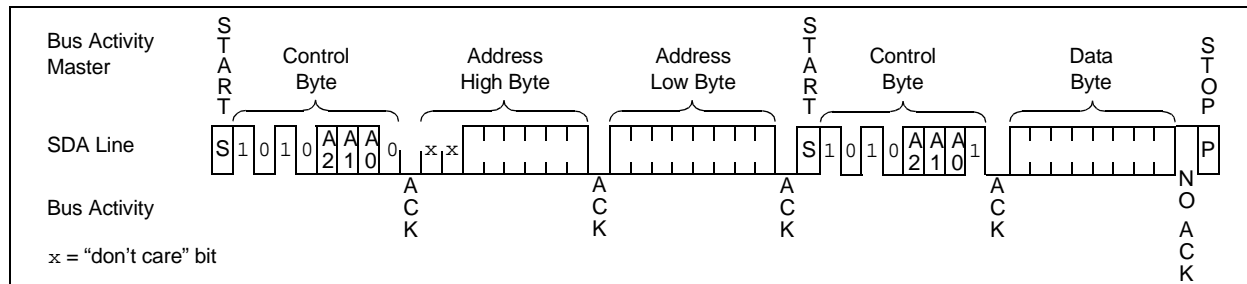 Bus Activity
Master
START
Control
Byte
Address
High Byte
Address
Low Byte
START
Control
Byte
Data
Byte
STOP
SDA Line
S 1 0 1 0 A2 A1 A0 0 x x S 1 0 1 0 A2 A1 A0 1 P
Bus Activity
ACK
ACK
ACK
ACK
NO ACK
x = “don’t care” bit